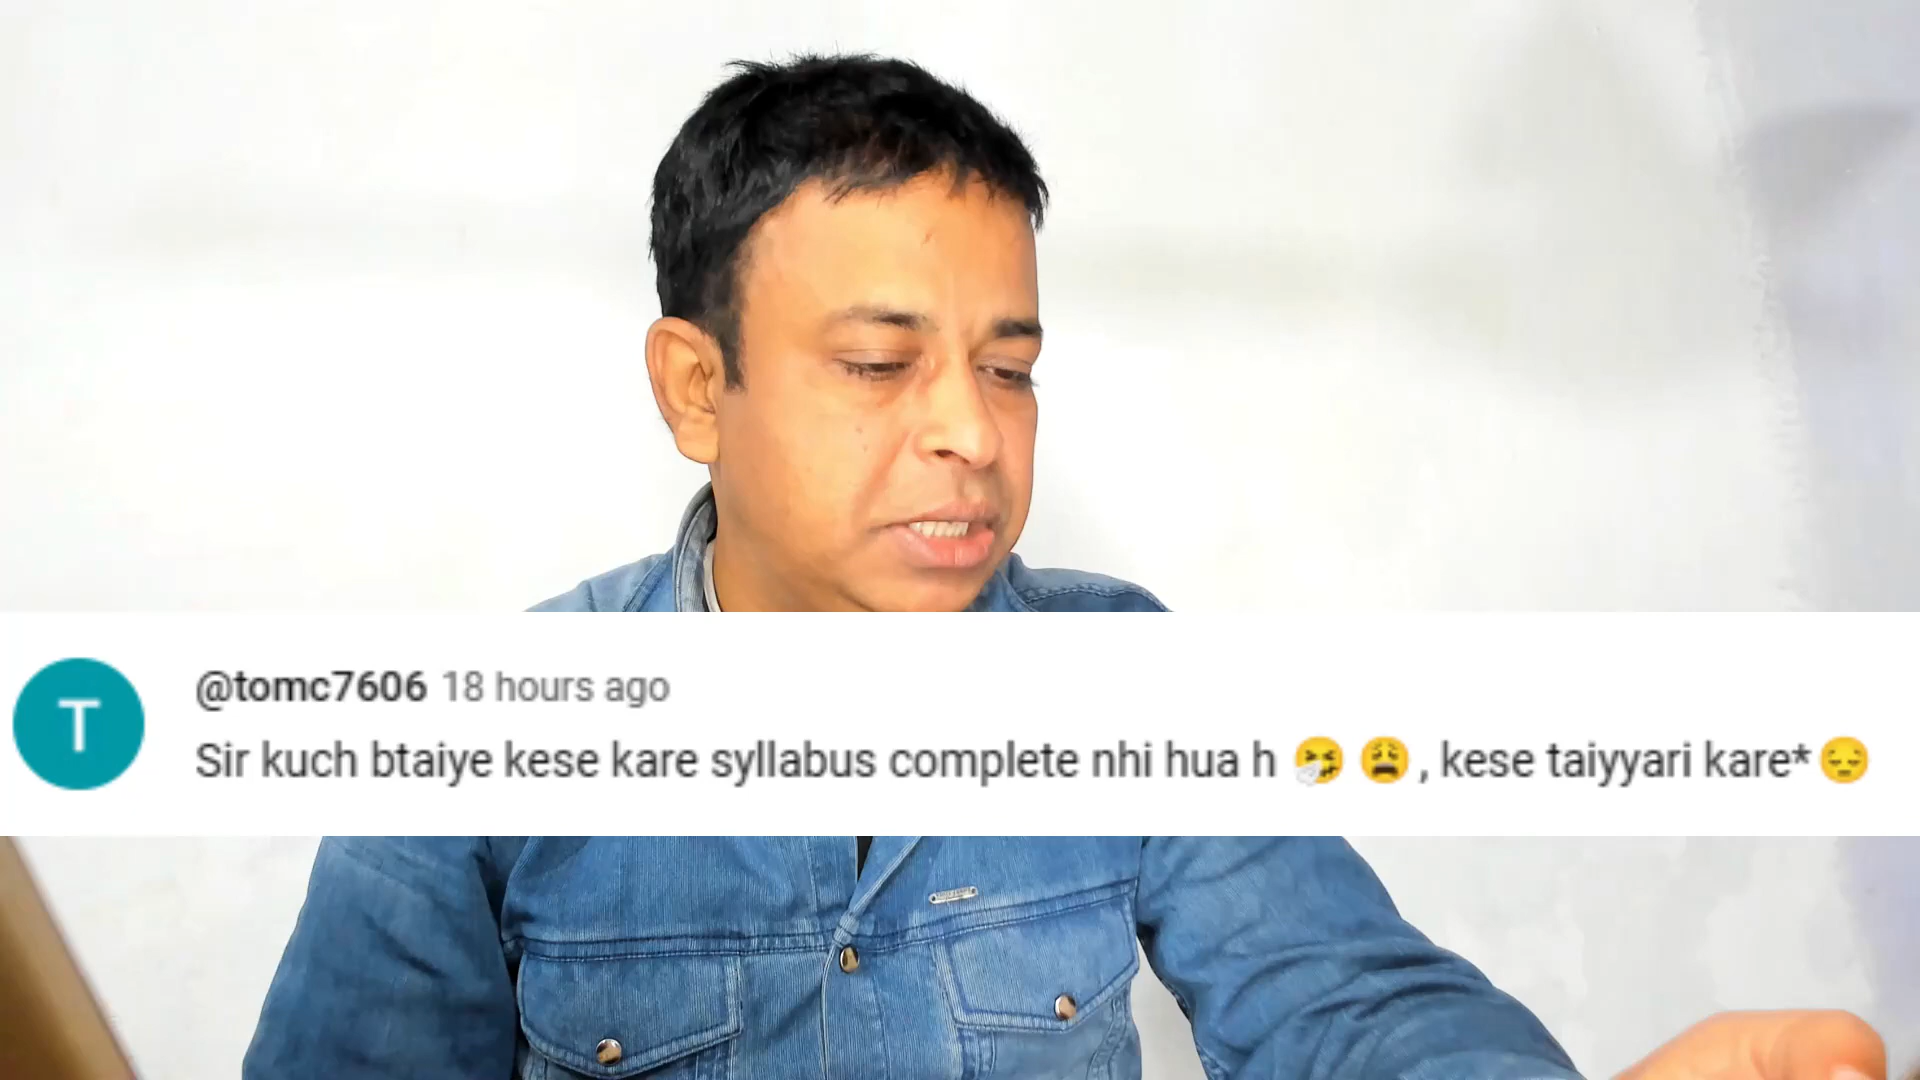 T
@tomc7606 18 hours ago
Sir kuch btaiye kese kare syllabus complete nhi hua h 🤧 😩 , kese taiyyari kare*😔